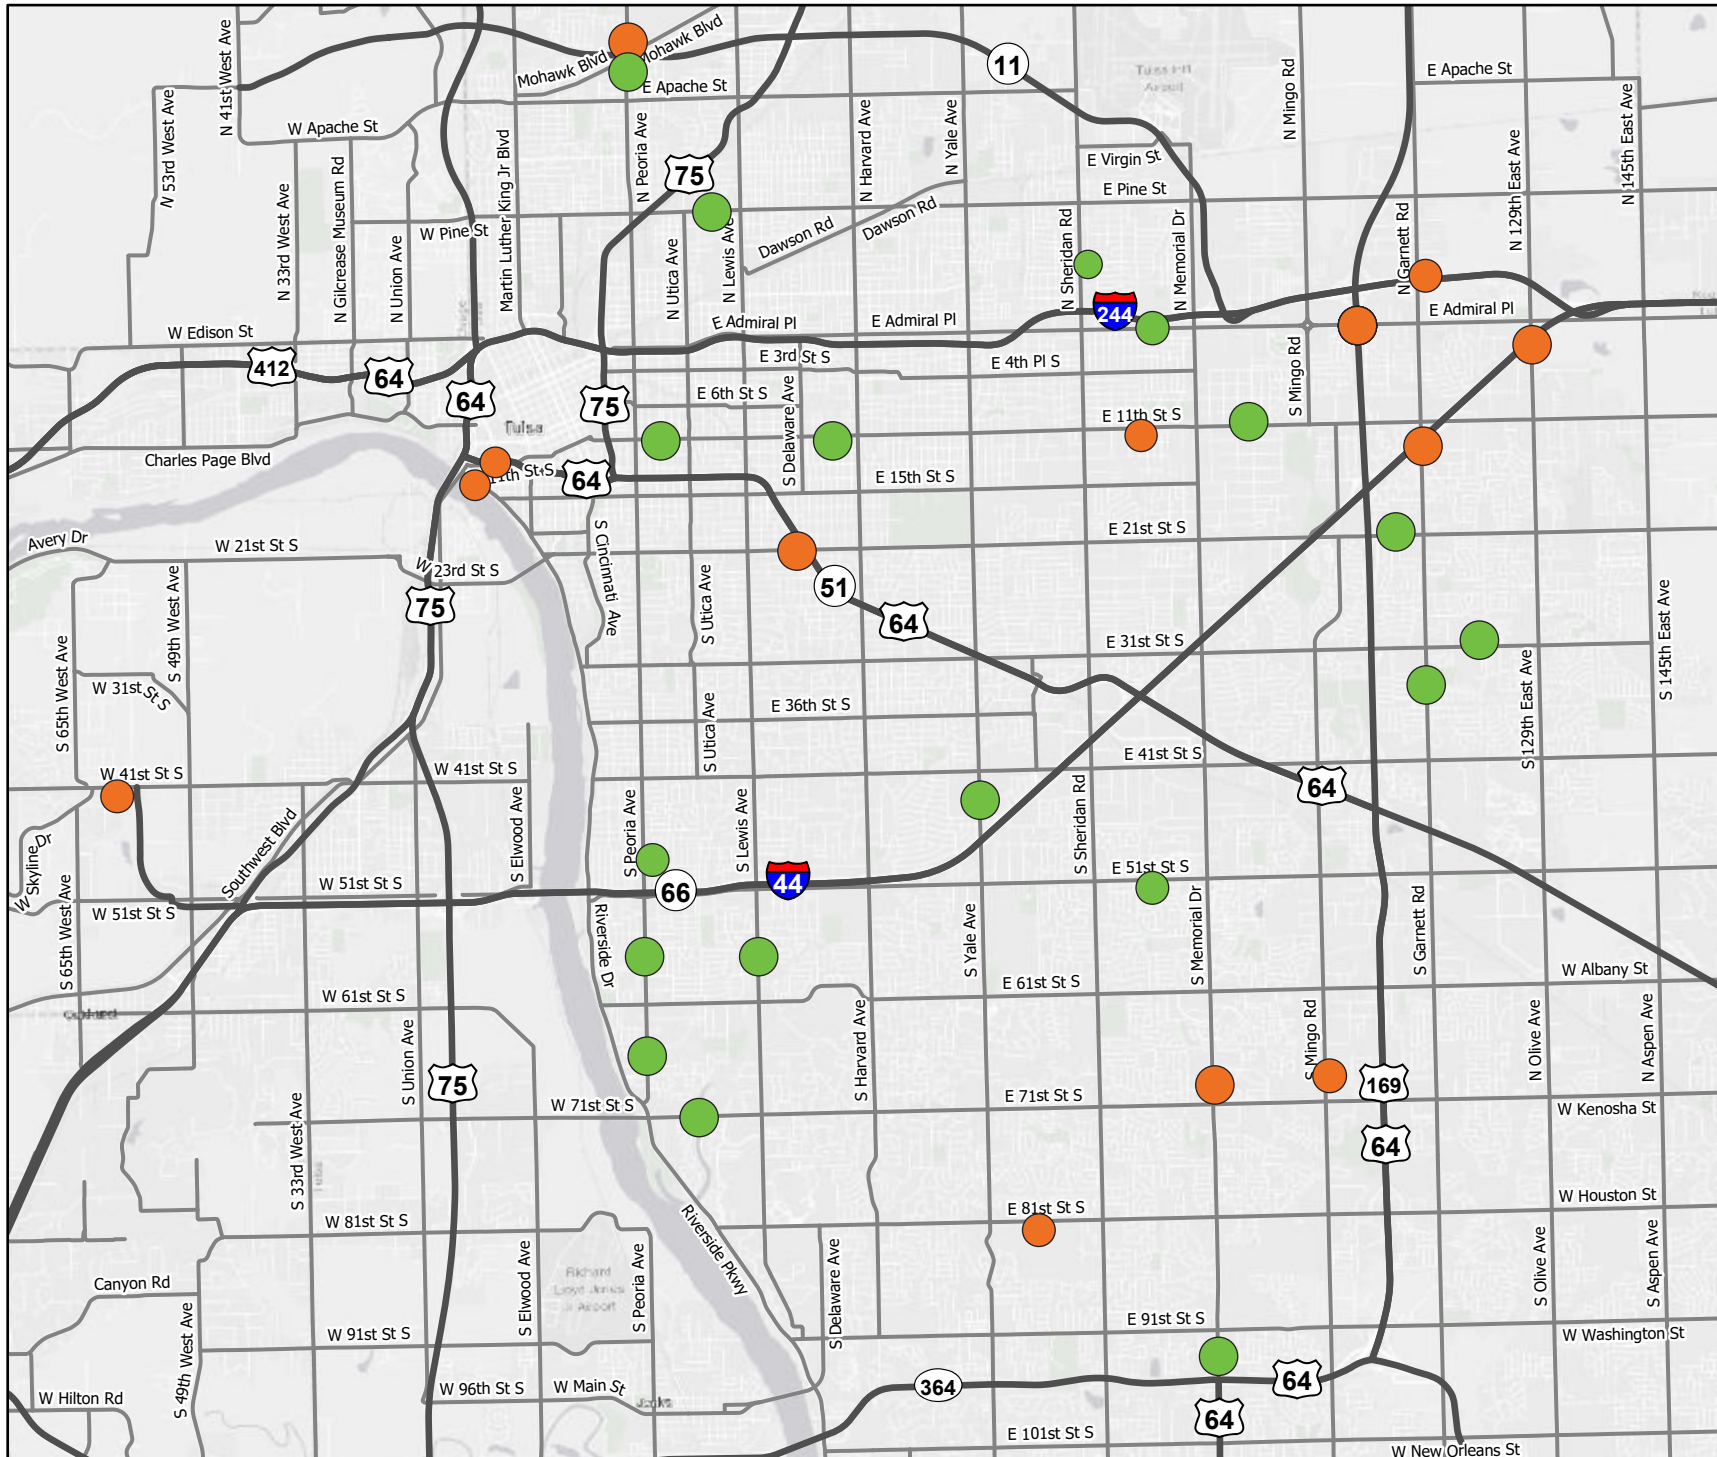 N 41st West Ave
Mohawk Blvd
Mohawk Blvd
11
Tulsa Intl
Airport
N Mingo Rd
E Apache St
N 53rd West Ave
E Apache St
W Apache St
N Peoria Ave
N Harvard Ave
N Yale Ave
N 145th East Ave
Martin Luther King Jr Blvd
N 129th East Ave
E Virgin St
75
E Pine St
N Gilcrease Museum Rd
N 33rd West Ave
W Pine St
N Union Ave
N Utica Ave
N Lewis Ave
Dawson Rd
Dawson Rd
N Sheridan Rd
N Memorial Dr
N Garnett Rd
244
E Admiral Pl
E Admiral Pl
E Admiral Pl
W Edison St
E 3rd St S
E 4th Pl S
S Mingo Rd
412
64
64
75
E 6th St S
S Delaware Ave
E 11th St S
Tulsa
Charles Page Blvd
11th St S
64
E 15th St S
E 21st St S
Avery Dr
W 21st St S
W 23rd St S
S Cincinnati Ave
51
75
S Utica Ave
64
E 31st St S
S 49th West Ave
S 65th West Ave
S 145th East Ave
W 31st St S
S 129th East Ave
E 36th St S
S Utica Ave
E 41st St S
W 41st St S
W 41st St S
64
S Elwood Ave
S Peoria Ave
S Lewis Ave
S Sheridan Rd
Southwest Blvd
W Skyline Dr
E 51st St S
W 51st St S
44
66
W 51st St S
S 65th West Ave
Riverside Dr
S Yale Ave
S Memorial Dr
S Garnett Rd
W Albany St
E 61st St S
W 61st St S
Oakhurst
S Union Ave
S Harvard Ave
S Mingo Rd
N Olive Ave
N Aspen Ave
75
169
E 71st St S
W 71st St S
W Kenosha St
S 33rd West Ave
Tulsa
64
W Houston St
E 81st St S
W 81st St S
Riverside Pkwy
S Elwood Ave
S Peoria Ave
S Delaware Ave
S Olive Ave
S Aspen Ave
Richard
Lloyd Jones
Jr Airport
Canyon Rd
E 91st St S
W 91st St S
W Washington St
S 49th West Ave
W 96th St S
W Main St
364
64
W Hilton Rd
Jenks
64
E 101st St S
W New Orleans St